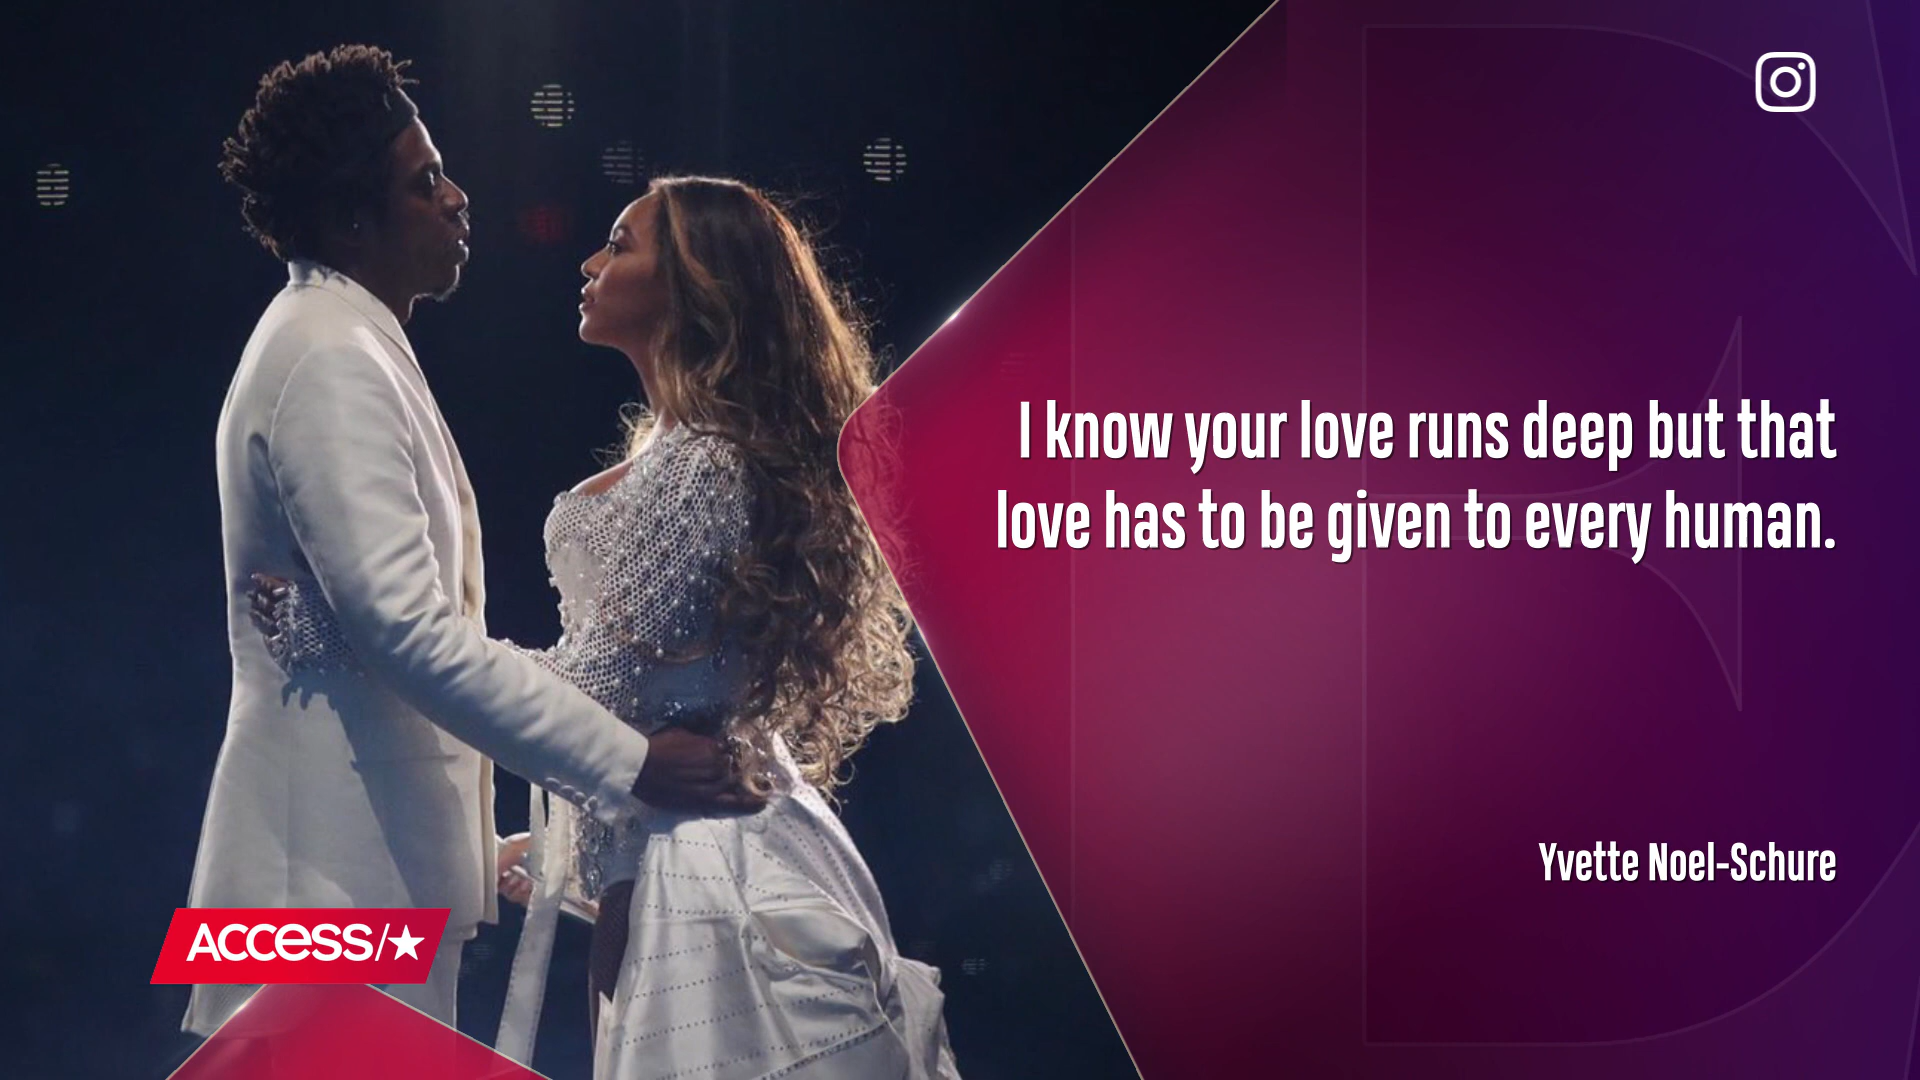 I know your love runs deep but that
love has to be given to every human.
Yvette Noel-Schure
ACCESS/★